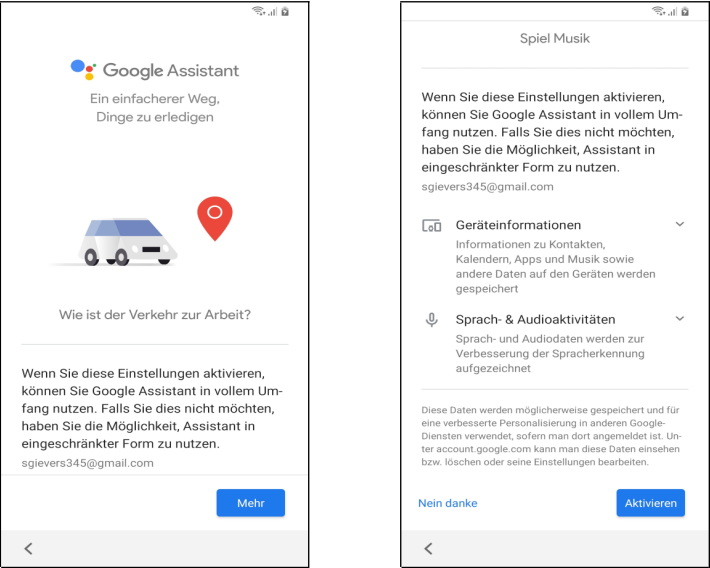 Google Assistant
Ein einfacherer Weg,
Dinge zu erledigen
Wie ist der Verkehr zur Arbeit?
Wenn Sie diese Einstellungen aktivieren,
können Sie Google Assistant in vollem Um-
fang nutzen. Falls Sie dies nicht möchten,
haben Sie die Möglichkeit, Assistant in
eingeschränkter Form zu nutzen.
sgievers345@gmail.com
Mehr
Spiel Musik
Wenn Sie diese Einstellungen aktivieren,
können Sie Google Assistant in vollem Um-
fang nutzen. Falls Sie dies nicht möchten,
haben Sie die Möglichkeit, Assistant in
eingeschränkter Form zu nutzen.
sgievers345@gmail.com
Geräteinformationen
Informationen zu Kontakten,
Kalendern, Apps und Musik sowie
andere Daten auf den Geräten werden
gespeichert
Sprach- & Audioaktivitäten
Sprach- und Audiodaten werden zur
Verbesserung der Spracherkennung
aufgezeichnet
Diese Daten werden möglicherweise gespeichert und für
eine verbesserte Personalisierung in anderen Google-
Diensten verwendet, sofern man dort angemeldet ist. Un-
ter account.google.com kann man diese Daten einsehen
bzw. löschen oder seine Einstellungen bearbeiten.
Nein danke
Aktivieren